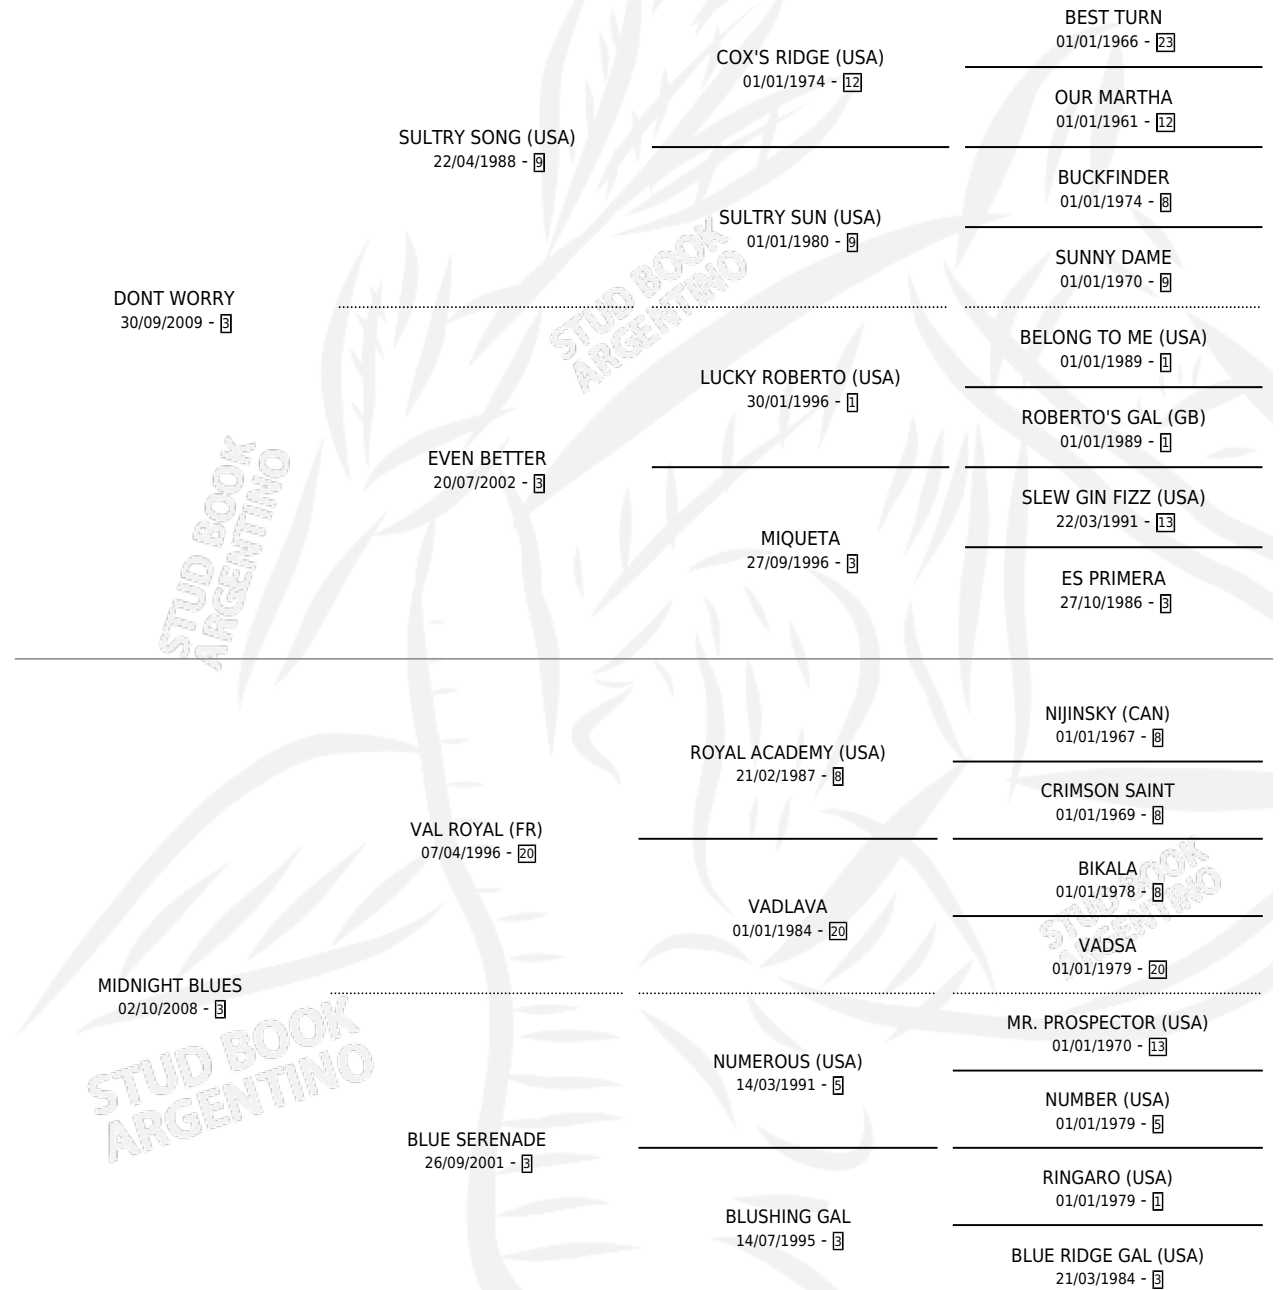 BEST TURN
01/01/1966 - 23
COX'S RIDGE (USA)
01/01/1974 - 12
OUR MARTHA
01/01/1961 - 12
SULTRY SONG (USA)
22/04/1988 - 9
BUCKFINDER
01/01/1974 - 8
SULTRY SUN (USA)
01/01/1980 - 9
SUNNY DAME
01/01/1970 - 9
DONT WORRY
30/09/2009 - 3
BELONG TO ME (USA)
01/01/1989 - 1
LUCKY ROBERTO (USA)
30/01/1996 - 1
ROBERTO'S GAL (GB)
01/01/1989 - 1
EVEN BETTER
20/07/2002 - 3
SLEW GIN FIZZ (USA)
22/03/1991 - 13
MIQUETA
27/09/1996 - 3
ES PRIMERA
27/10/1986 - 3
NIJINSKY (CAN)
01/01/1967 - 8
ROYAL ACADEMY (USA)
21/02/1987 - 8
CRIMSON SAINT
01/01/1969 - 8
VAL ROYAL (FR)
07/04/1996 - 20
BIKALA
01/01/1978 - 8
VADLAVA
01/01/1984 - 20
VADSA
01/01/1979 - 20
MIDNIGHT BLUES
02/10/2008 - 3
MR. PROSPECTOR (USA)
01/01/1970 - 13
NUMEROUS (USA)
14/03/1991 - 5
NUMBER (USA)
01/01/1979 - 5
BLUE SERENADE
26/09/2001 - 3
RINGARO (USA)
01/01/1979 - 1
BLUSHING GAL
14/07/1995 - 3
BLUE RIDGE GAL (USA)
21/03/1984 - 3
STUD BOOK
ARGENTINO
STUD BOOK
ARGENTINO
STUD BOOK
ARGENTINO
STUD BOOK
ARGENTINO